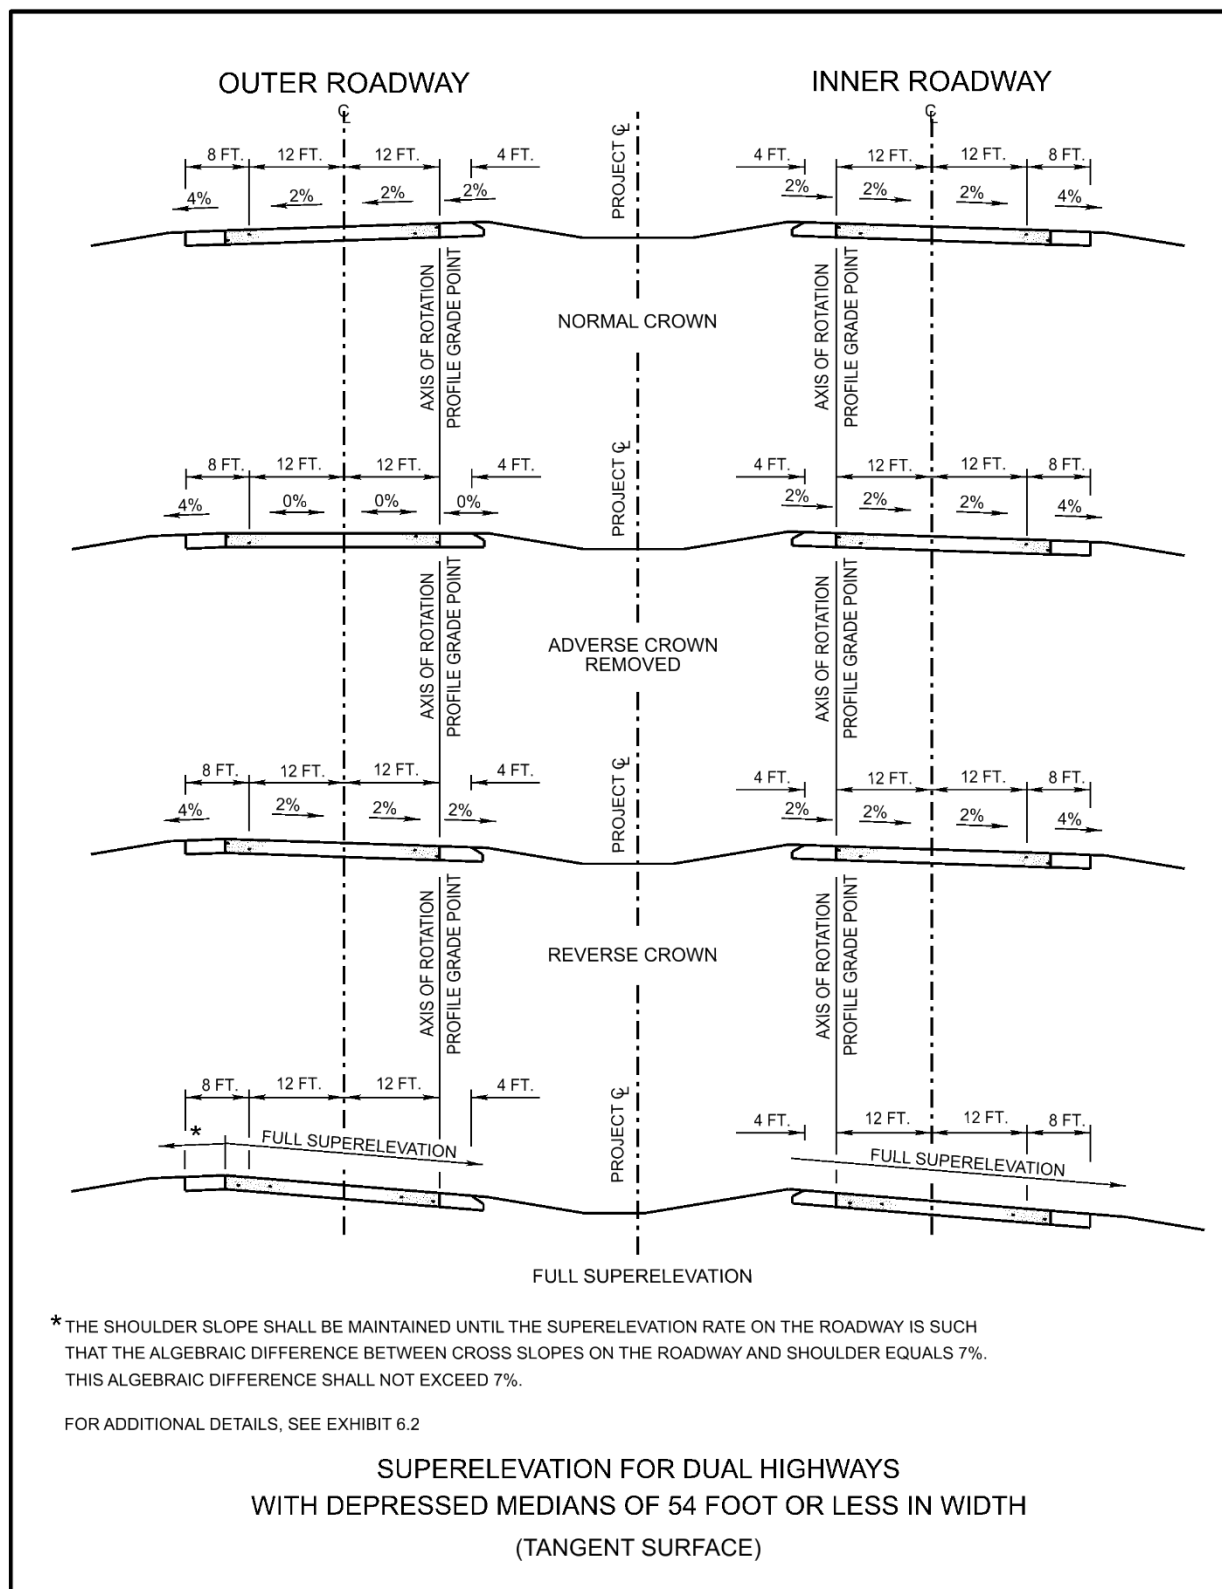 OUTER ROADWAY
INNER ROADWAY
℄
PROJECT ℄
℄
8 FT. 12 FT. 12 FT. 4 FT.
4 FT. 12 FT. 12 FT. 8 FT.
4% 2% 2% 2%
2% 2% 2% 4%
AXIS OF ROTATION
PROFILE GRADE POINT
NORMAL CROWN
AXIS OF ROTATION
PROFILE GRADE POINT
PROJECT ℄
8 FT. 12 FT. 12 FT. 4 FT.
4 FT. 12 FT. 12 FT. 8 FT.
4% 0% 0% 0%
2% 2% 2% 4%
AXIS OF ROTATION
PROFILE GRADE POINT
ADVERSE CROWN
REMOVED
AXIS OF ROTATION
PROFILE GRADE POINT
PROJECT ℄
8 FT. 12 FT. 12 FT. 4 FT.
4 FT. 12 FT. 12 FT. 8 FT.
4% 2% 2% 2%
2% 2% 2% 4%
AXIS OF ROTATION
PROFILE GRADE POINT
REVERSE CROWN
AXIS OF ROTATION
PROFILE GRADE POINT
PROJECT ℄
8 FT. 12 FT. 12 FT. 4 FT.
4 FT. 12 FT. 12 FT. 8 FT.
* FULL SUPERELEVATION
FULL SUPERELEVATION
FULL SUPERELEVATION
* THE SHOULDER SLOPE SHALL BE MAINTAINED UNTIL THE SUPERELEVATION RATE ON THE ROADWAY IS SUCH
THAT THE ALGEBRAIC DIFFERENCE BETWEEN CROSS SLOPES ON THE ROADWAY AND SHOULDER EQUALS 7%.
THIS ALGEBRAIC DIFFERENCE SHALL NOT EXCEED 7%.
FOR ADDITIONAL DETAILS, SEE EXHIBIT 6.2
SUPERELEVATION FOR DUAL HIGHWAYS
WITH DEPRESSED MEDIANS OF 54 FOOT OR LESS IN WIDTH
(TANGENT SURFACE)